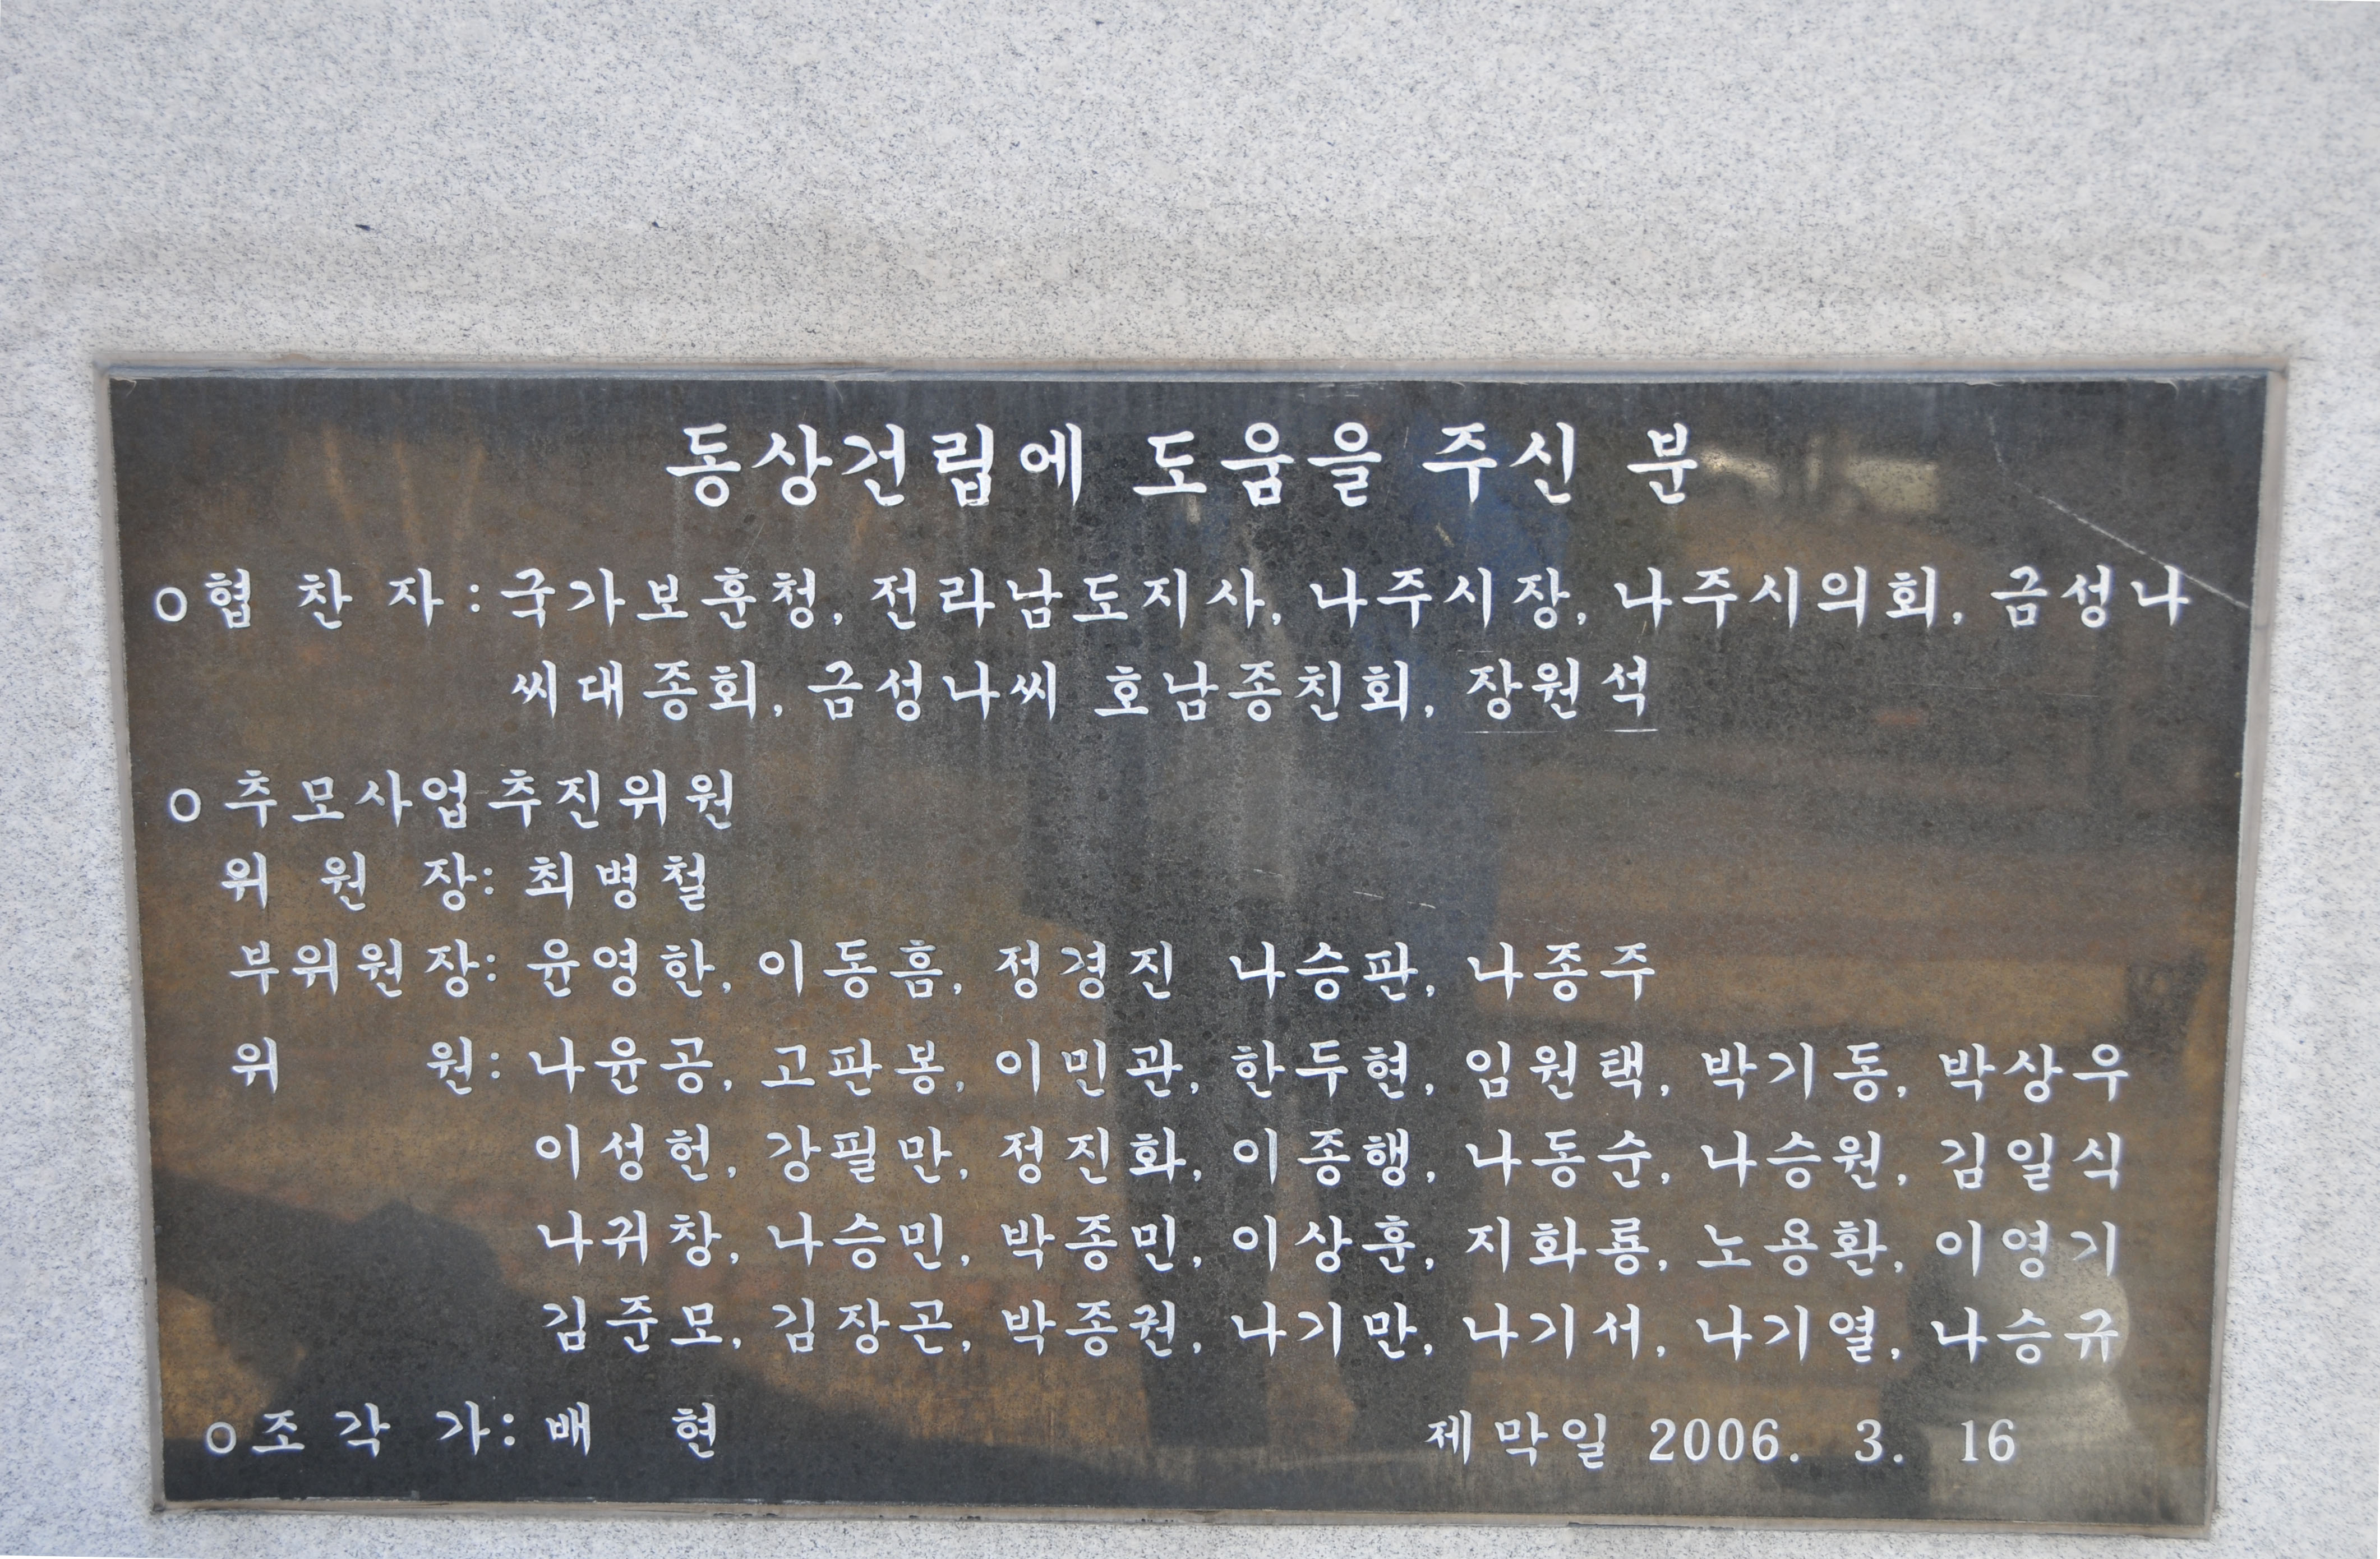 동상건립에 도움을 주신 분
○협 찬 자: 국가보훈청, 전라남도지사, 나주시장, 나주시의회, 금성나
씨대종회, 금성나씨 호남종친회, 장원석
○추모사업추진위원
위 원 장: 최병철
부위원장: 윤영한, 이동흠, 정경진 나승판, 나종주
위 원: 나윤공, 고판봉, 이민관, 한두현, 임원택, 박기동, 박상우
이성헌, 강필만, 정진화, 이종행, 나동순, 나승원, 김일식
나귀창, 나승민, 박종민, 이상훈, 지화룡, 노용환, 이영기
김준모, 김장곤, 박종권, 나기만, 나기서, 나기열, 나승규
○조 각 가: 배 현 제막일 2006. 3. 16